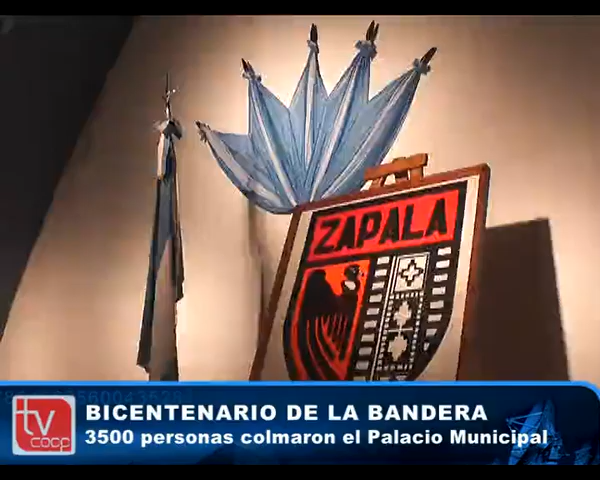 ZAPALA
tv
coop
BICENTENARIO DE LA BANDERA
3500 personas colmaron el Palacio Municipal